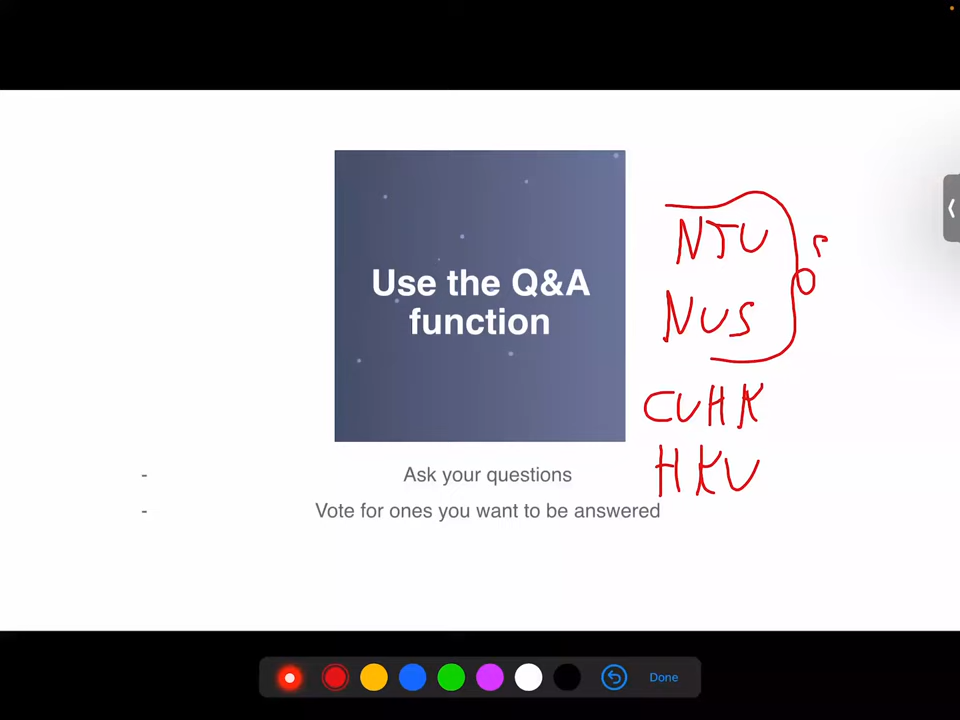 Use the Q&A
function
NTU
NUS
CUHK
HKU
- Ask your questions
- Vote for ones you want to be answered
Done